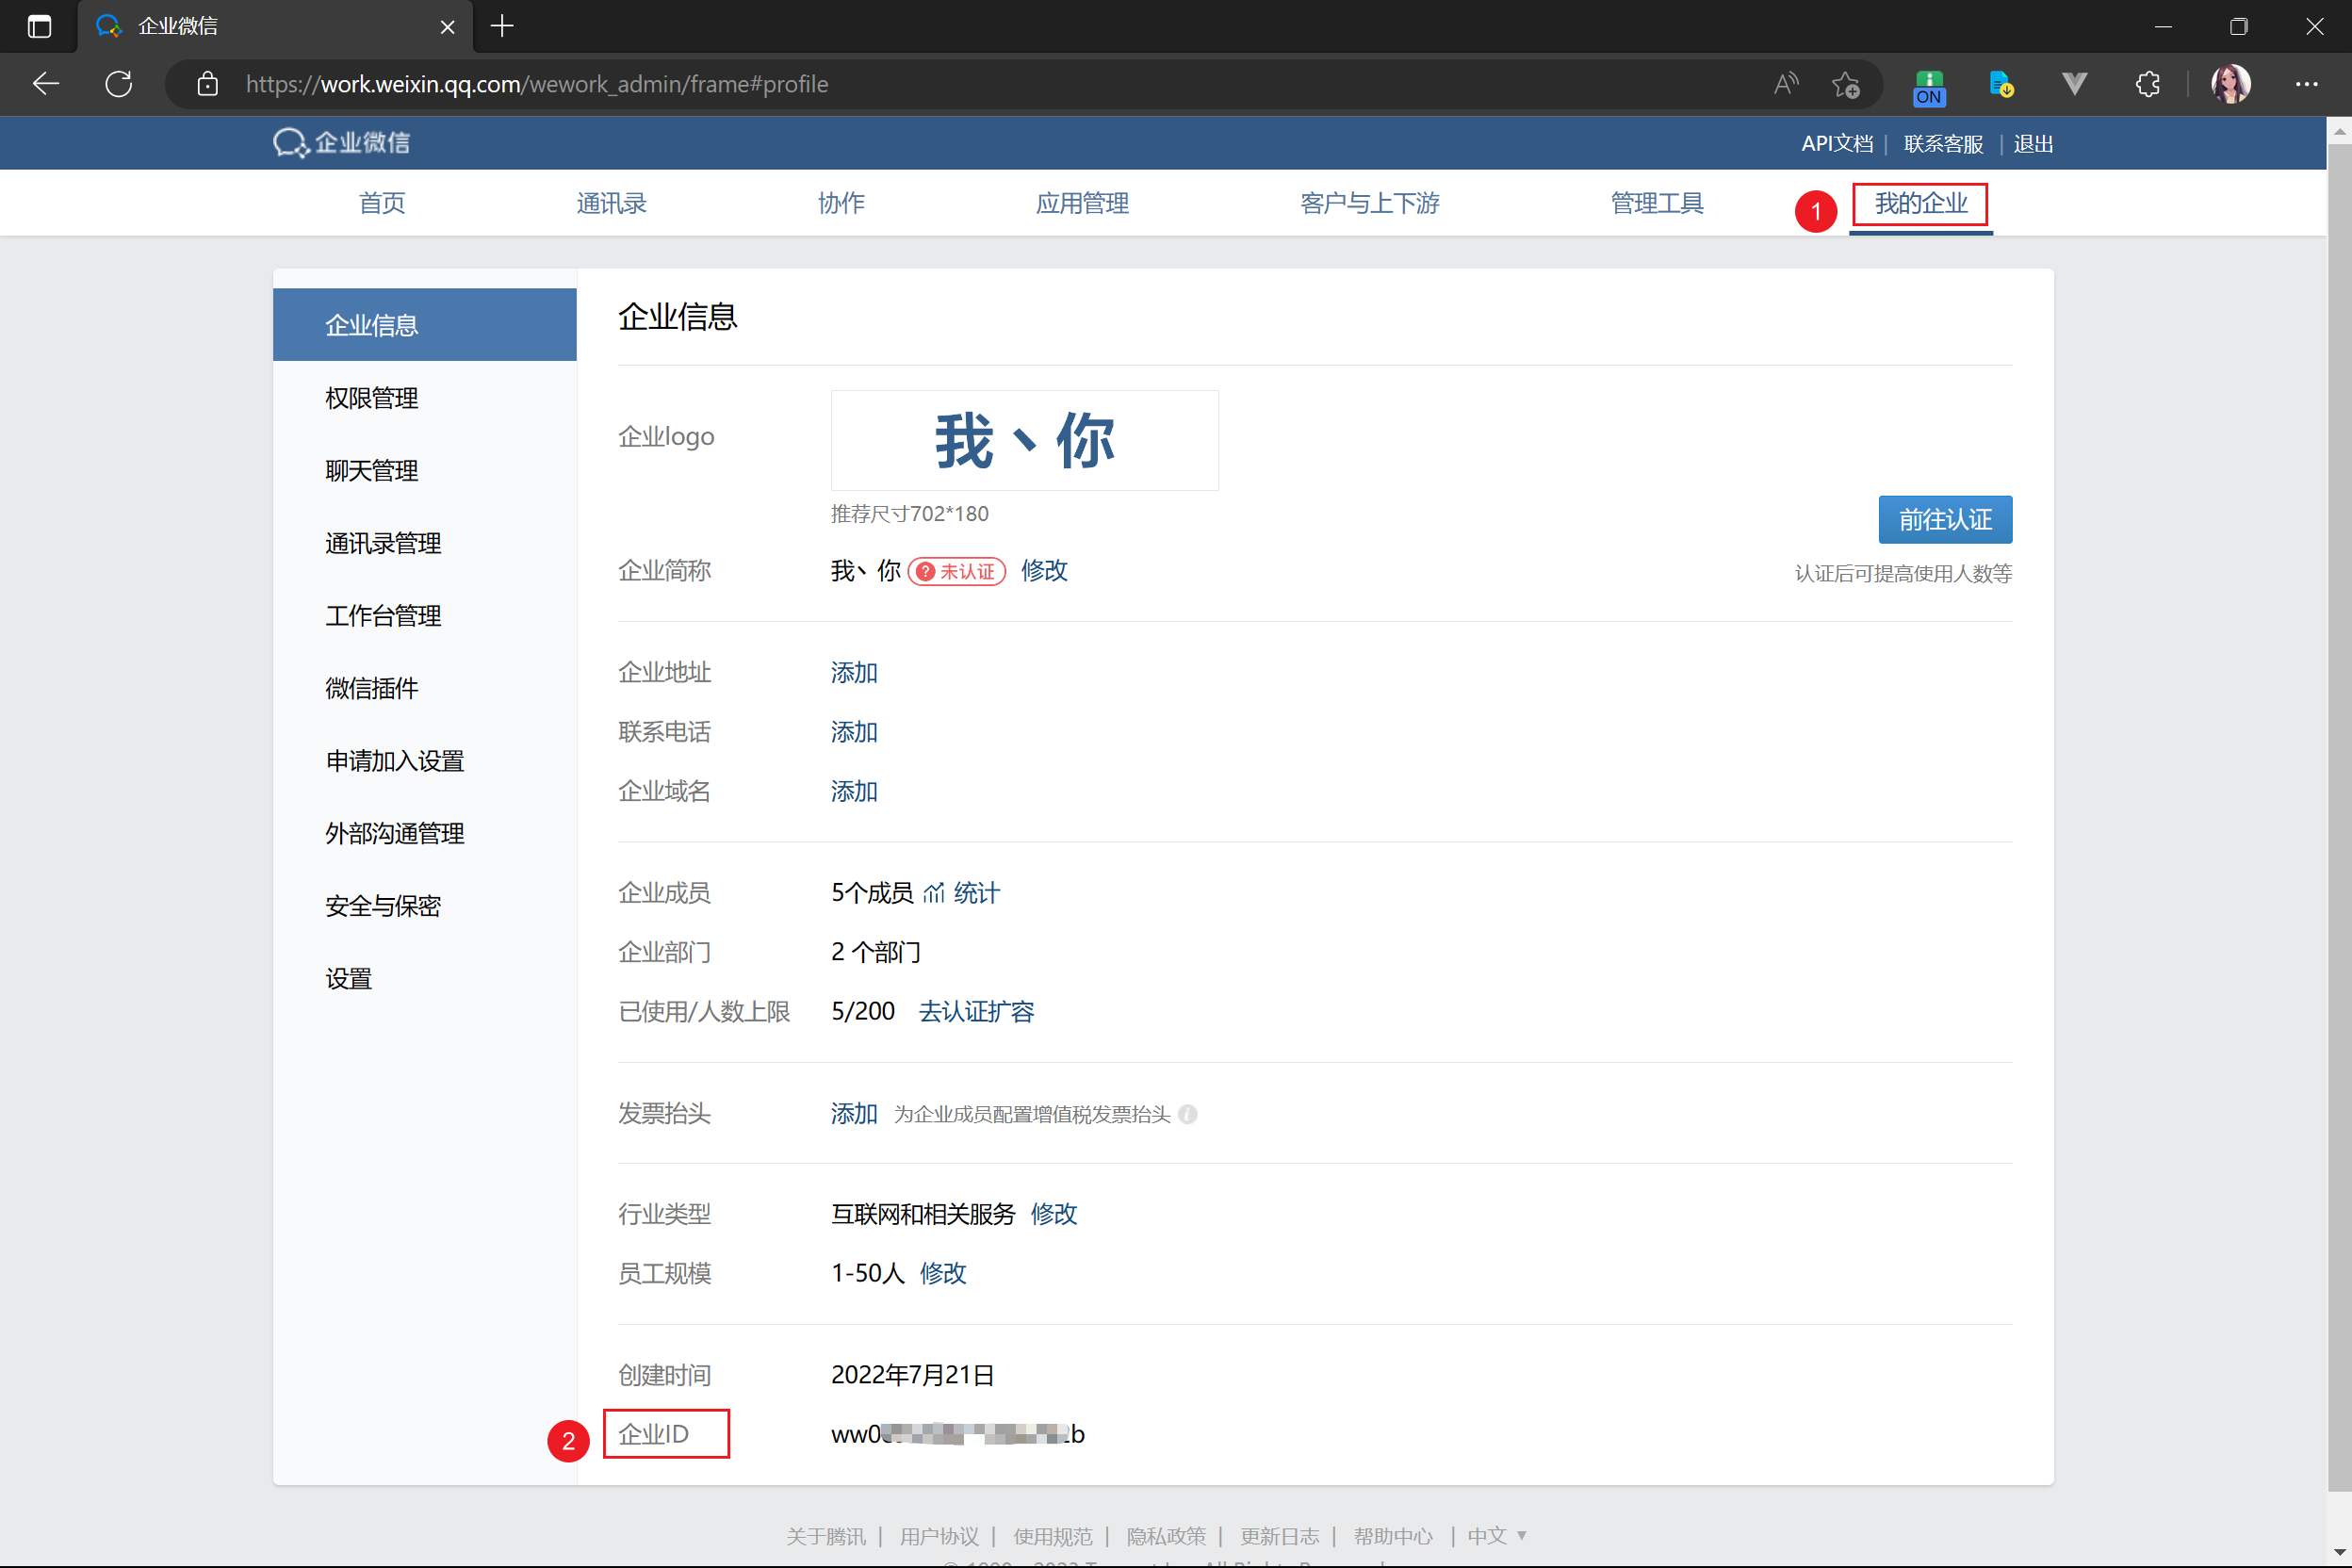 企业微信
https://work.weixin.qq.com/wework_admin/frame#profile
ON
企业微信
API文档 | 联系客服 | 退出
首页 通讯录 协作 应用管理 客户与上下游 管理工具 1 我的企业
企业信息
权限管理
聊天管理
通讯录管理
工作台管理
微信插件
申请加入设置
外部沟通管理
安全与保密
设置
企业信息
企业logo 我丶你
推荐尺寸702*180
前往认证
企业简称 我丶你 ? 未认证 修改
认证后可提高使用人数等
企业地址 添加
联系电话 添加
企业域名 添加
企业成员 5个成员 统计
企业部门 2 个部门
已使用/人数上限 5/200 去认证扩容
发票抬头 添加 为企业成员配置增值税发票抬头
行业类型 互联网和相关服务 修改
员工规模 1-50人 修改
创建时间 2022年7月21日
2 企业ID ww0
关于腾讯 | 用户协议 | 使用规范 | 隐私政策 | 更新日志 | 帮助中心 | 中文 ▼